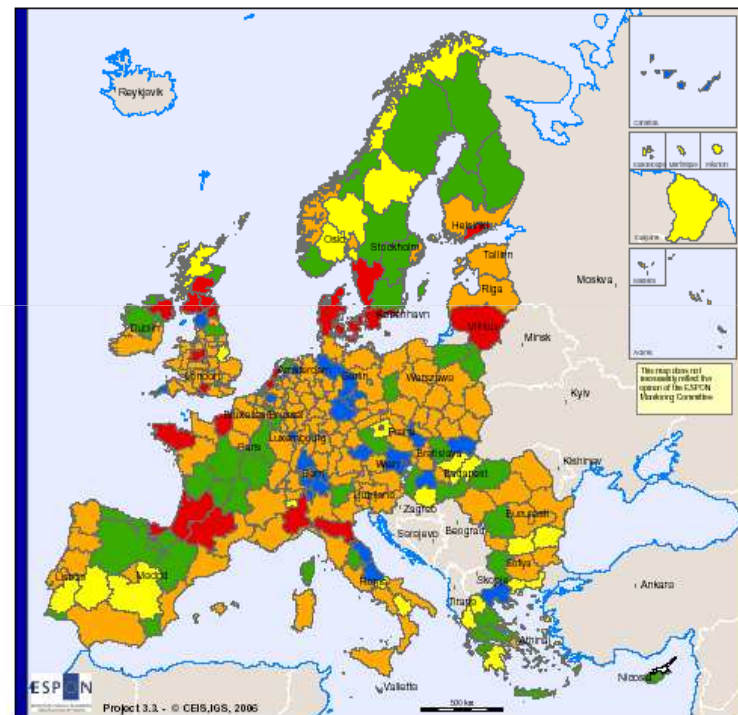 Reykjavik
Canarias
Guadeloupe Martinique Réunion
Guyane
Helsinki
Oslo
Stockholm
Tallinn
Riga
Moskva
Madeira
Acores
København
Vilnius
Minsk
Dublin
London
Amsterdam
Berlin
Warszawa
This map does not
necessarily reflect the
opinion of the ESPON
Monitoring Committee
Kyiv
Bruxelles/Brussel
Luxembourg
Praha
Paris
Wien
Bratislava
Kishinev
Bern
Budapest
Ljubljana
Zagreb
Bucuresti
Beograd
Sarajevo
Sofiya
Lisboa
Madrid
Roma
Skopje
Tirana
Ankara
Athinai
Nicosia
Valletta
ESPON
Project 3.3. - © CEIS,IGS, 2006
500 km